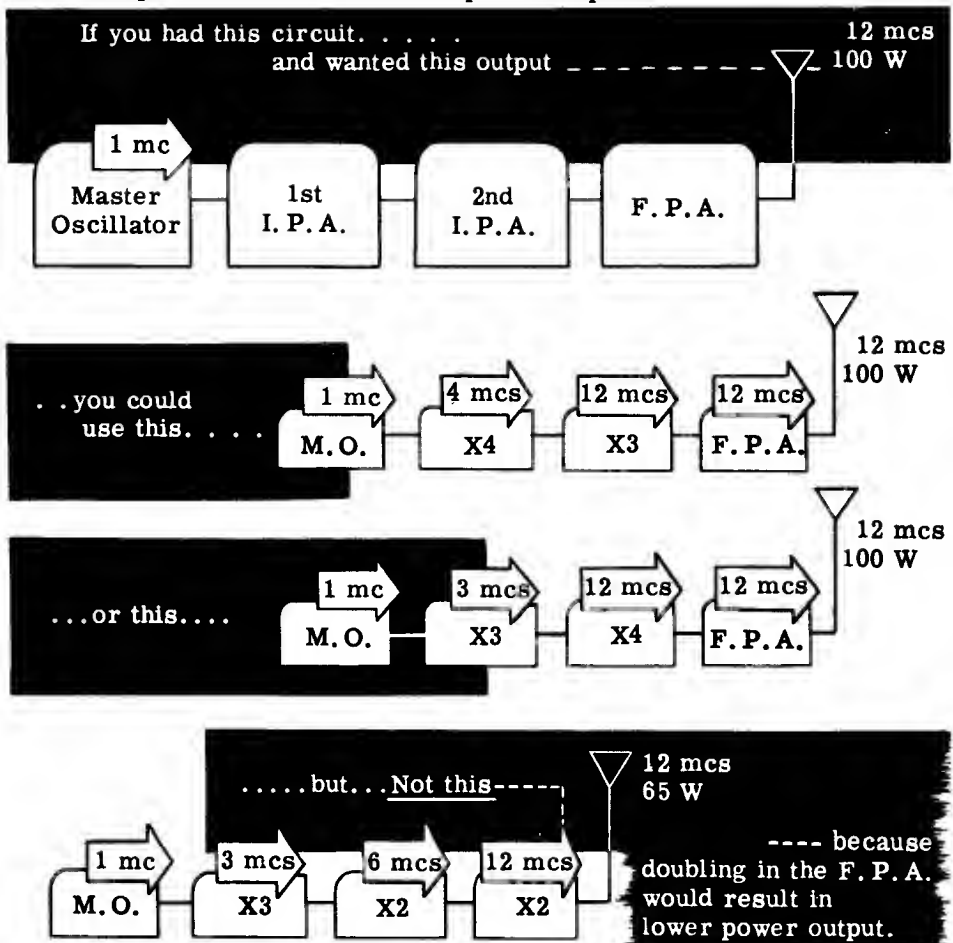 If you had this circuit. . . . .
and wanted this output _ _ _ _ _ _ _ _
12 mcs
100 W
1 mc
Master
Oscillator
1st
I. P. A.
2nd
I. P. A.
F. P. A.
. . you could
use this. . . .
1 mc
4 mcs
12 mcs
12 mcs
12 mcs
100 W
M. O.
X4
X3
F. P. A.
...or this....
1 mc
3 mcs
12 mcs
12 mcs
12 mcs
100 W
M. O.
X3
X4
F. P. A.
.....but...Not this-----
12 mcs
65 W
1 mc
3 mcs
6 mcs
12 mcs
M. O.
X3
X2
X2
---- because
doubling in the F. P. A.
would result in
lower power output.